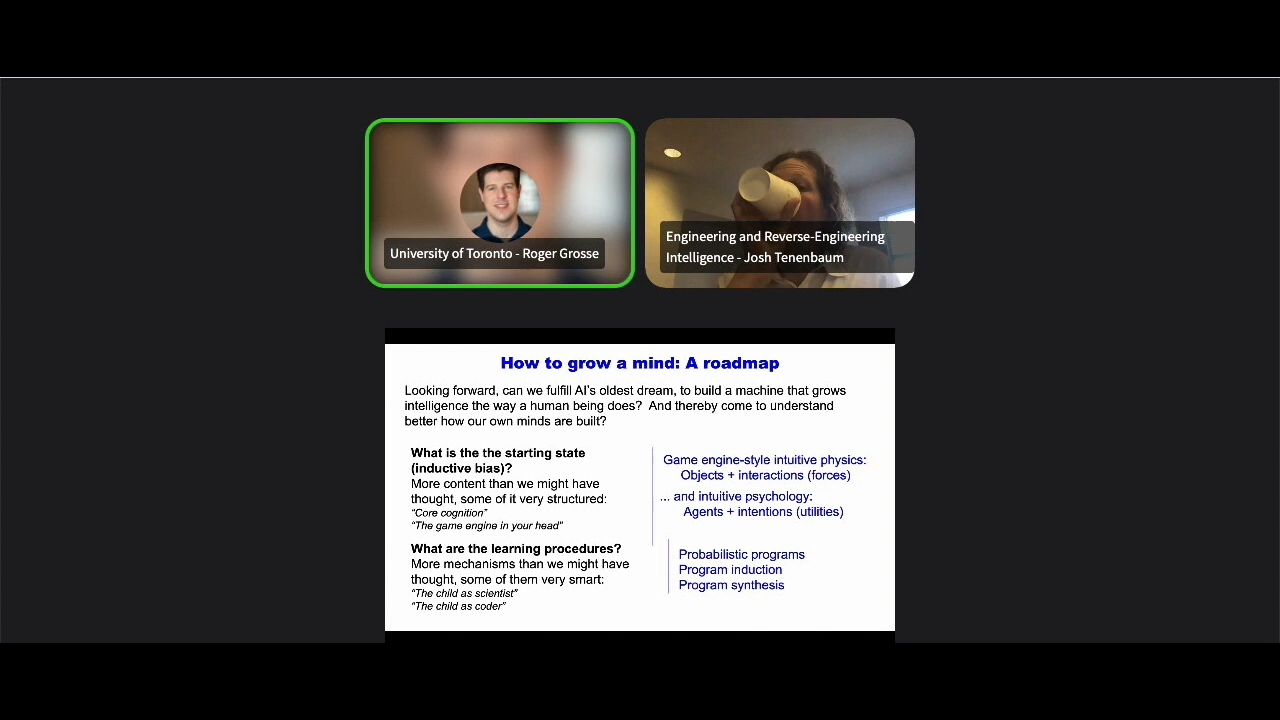 University of Toronto - Roger Grosse
Engineering and Reverse-Engineering
Intelligence - Josh Tenenbaum
How to grow a mind: A roadmap
Looking forward, can we fulfill AI's oldest dream, to build a machine that grows
intelligence the way a human being does? And thereby come to understand
better how our own minds are built?
What is the the starting state
(inductive bias)?
More content than we might have
thought, some of it very structured:
"Core cognition"
"The game engine in your head"
What are the learning procedures?
More mechanisms than we might have
thought, some of them very smart:
"The child as scientist"
"The child as coder"
Game engine-style intuitive physics:
Objects + interactions (forces)
... and intuitive psychology:
Agents + intentions (utilities)
Probabilistic programs
Program induction
Program synthesis